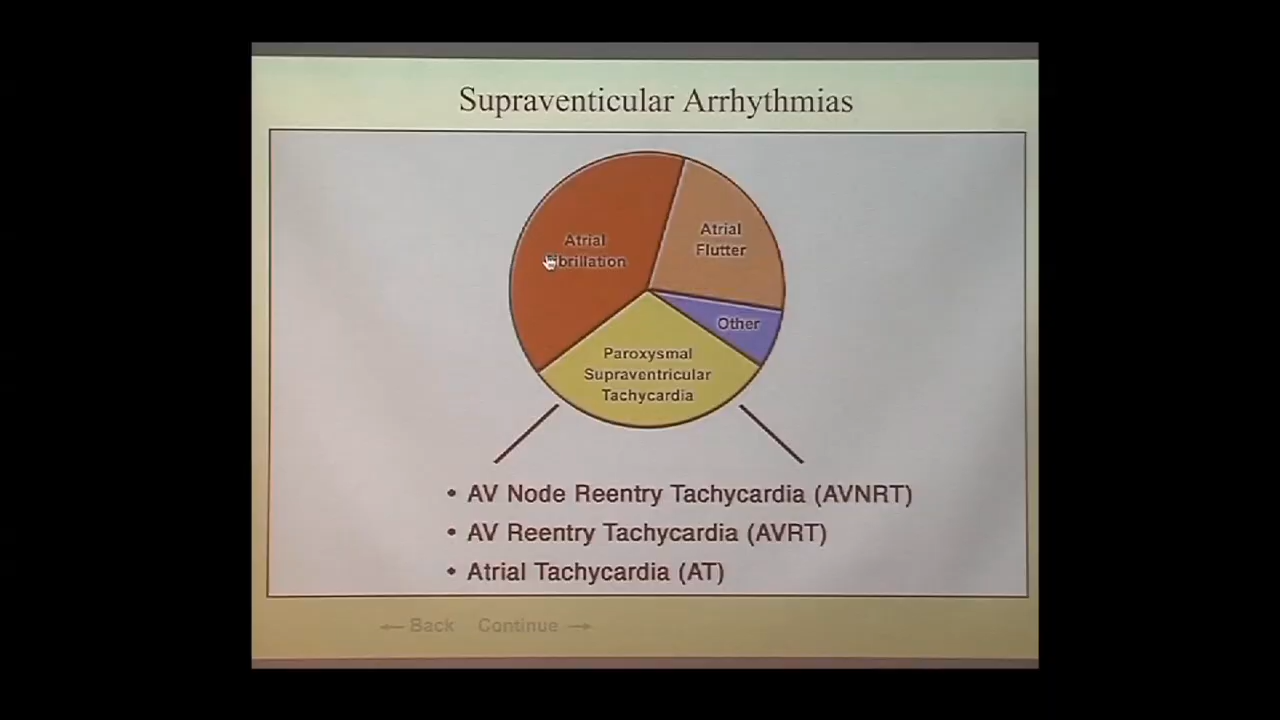 Supraventicular Arrhythmias
Atrial
Fibrillation
Atrial
Flutter
Other
Paroxysmal
Supraventricular
Tachycardia
• AV Node Reentry Tachycardia (AVNRT)
• AV Reentry Tachycardia (AVRT)
• Atrial Tachycardia (AT)
← Back Continue →